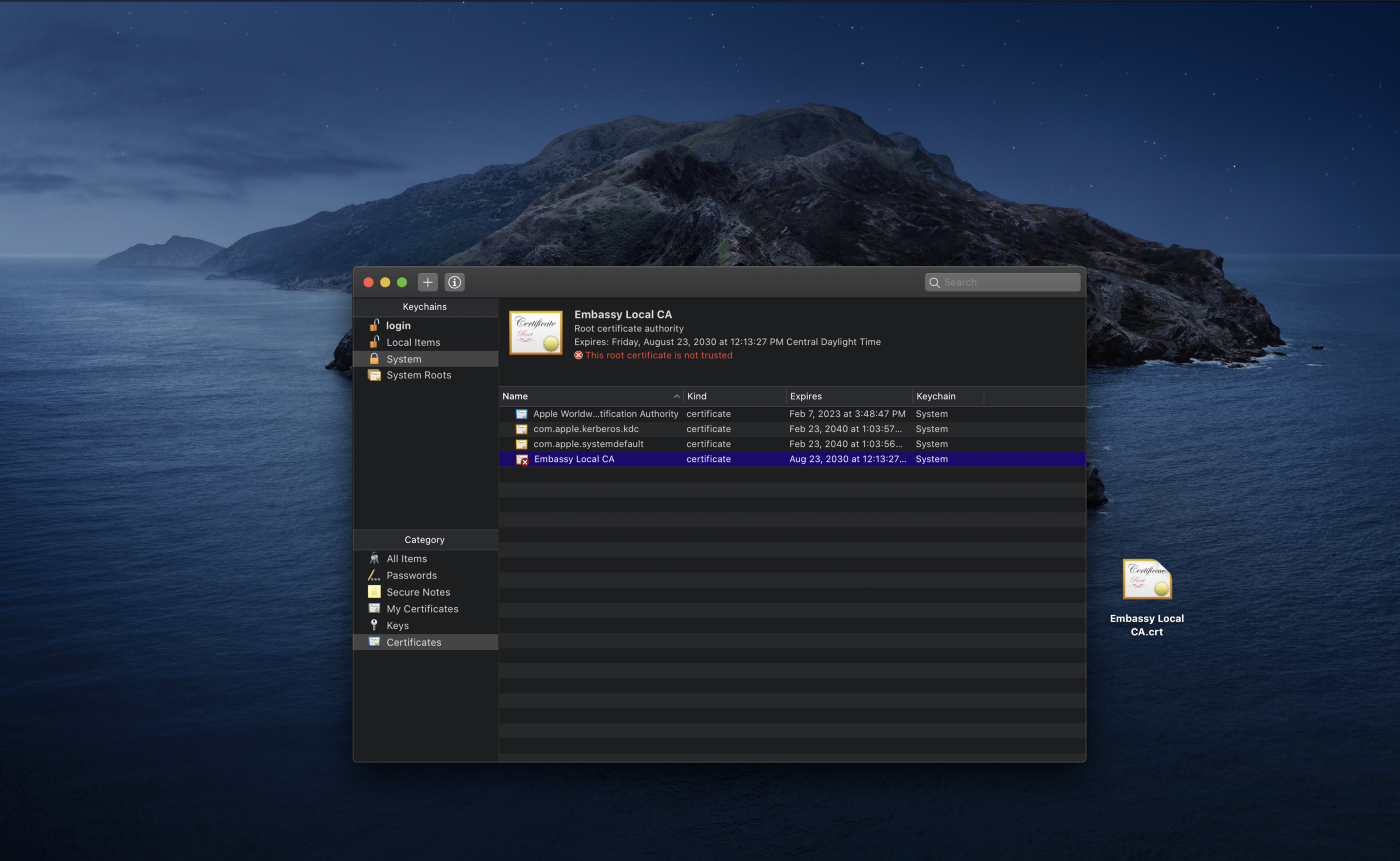 Search
Keychains
login
Local Items
System
System Roots
Certificate
Root
Embassy Local CA
Root certificate authority
Expires: Friday, August 23, 2030 at 12:13:27 PM Central Daylight Time
This root certificate is not trusted
Name Kind Expires Keychain
Apple Worldw...tification Authority certificate Feb 7, 2023 at 3:48:47 PM System
com.apple.kerberos.kdc certificate Feb 23, 2040 at 1:03:57... System
com.apple.systemdefault certificate Feb 23, 2040 at 1:03:56... System
Embassy Local CA certificate Aug 23, 2030 at 12:13:27... System
Category
All Items
Passwords
Secure Notes
My Certificates
Keys
Certificates
Certificate
Root
Embassy Local
CA.crt